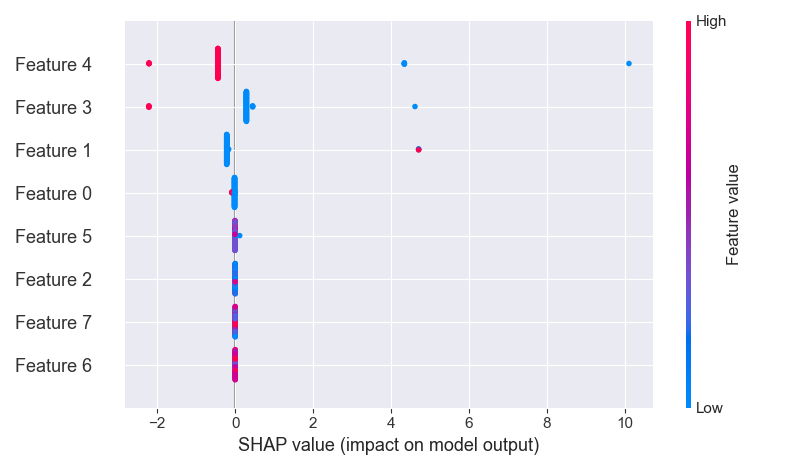 High
Feature 4
Feature 3
Feature 1
Feature 0
Feature 5
Feature 2
Feature 7
Feature 6
Feature value
Low
−2 0 2 4 6 8 10
SHAP value (impact on model output)